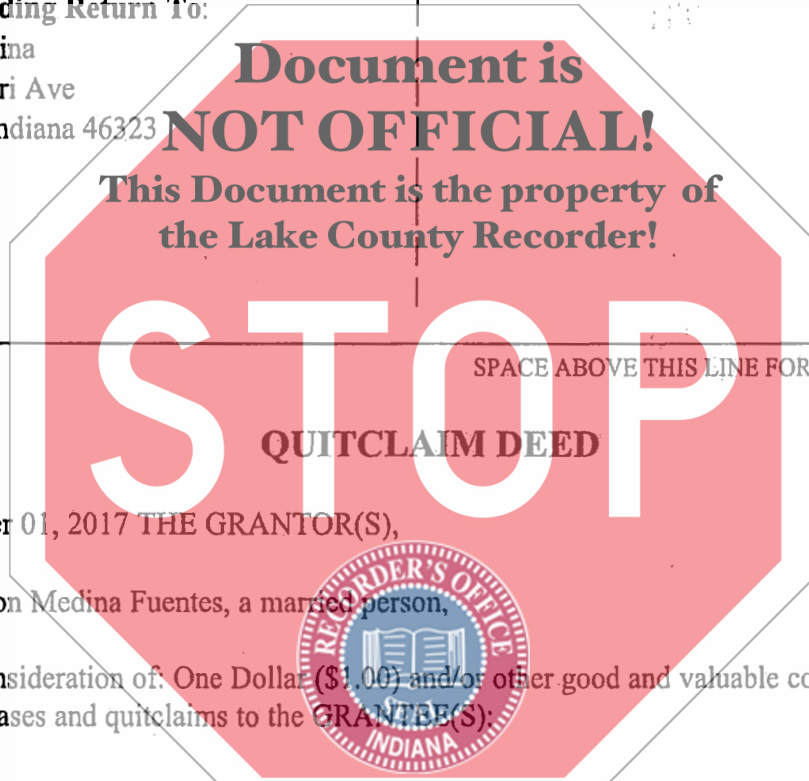 ding Return To:
ina
ri Ave
ndiana 46323
Document is
NOT OFFICIAL!
This Document is the property of
the Lake County Recorder!
STOP
SPACE ABOVE THIS LINE FOR
QUITCLAIM DEED
er 01, 2017 THE GRANTOR(S),
on Medina Fuentes, a married person,
nsideration of: One Dollar ($1.00) and/or other good and valuable co
ases and quitclaims to the GRANTEE(S):
RECORDER'S OFFICE
SEAL
INDIANA